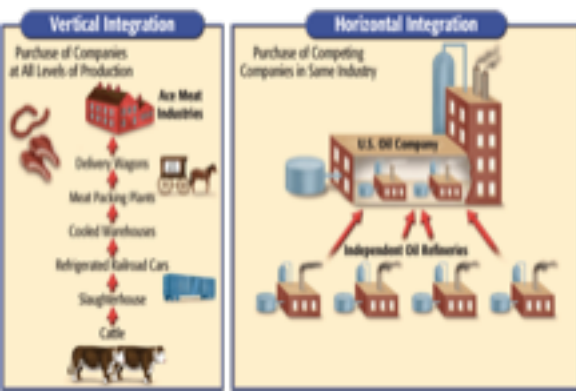 Vertical Integration
Purchase of Companies
at All Levels of Production
Ace Meat
Industries
Delivery Wagons
Meat Packing Plants
Cooled Warehouses
Refrigerated Railroad Cars
Slaughterhouse
Cattle
Horizontal Integration
Purchase of Competing
Companies in Same Industry
U.S. Oil Company
Independent Oil Refineries